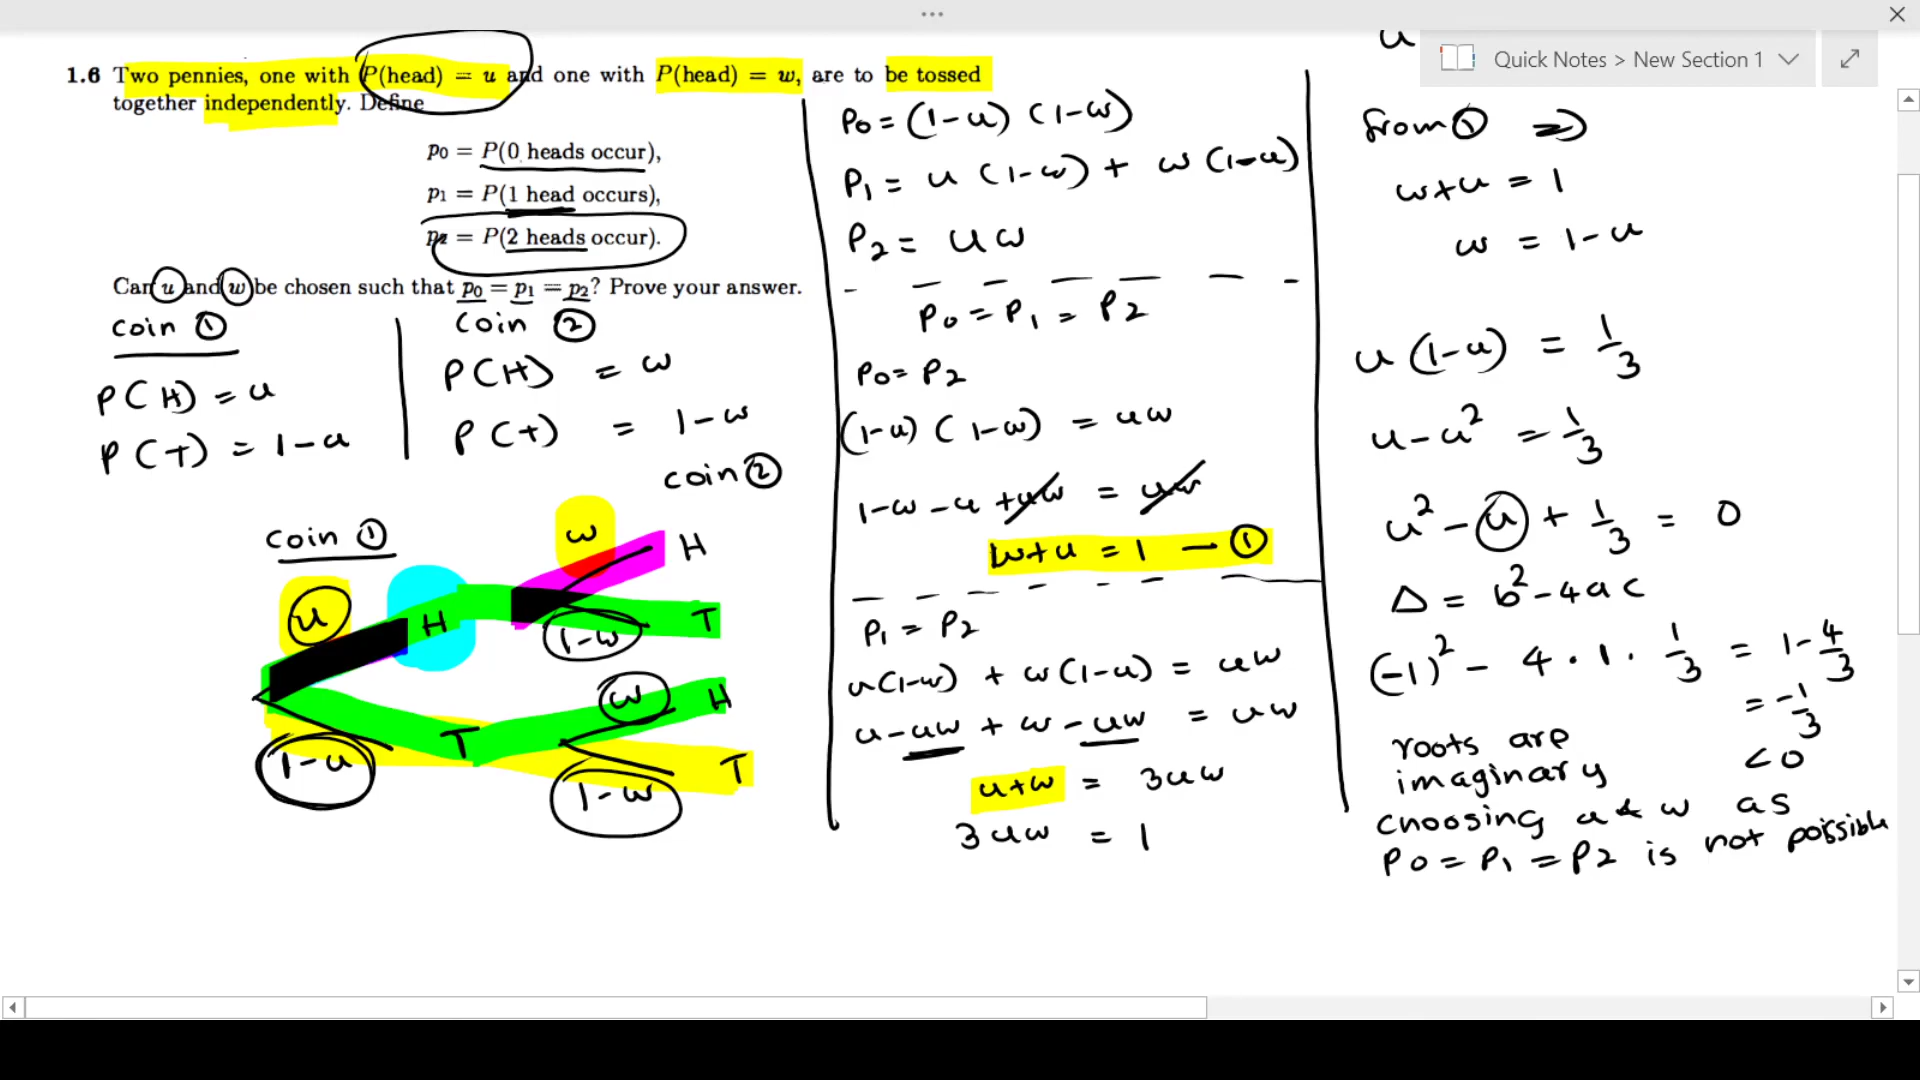 Quick Notes > New Section 1
1.6 Two pennies, one with P(head) = u and one with P(head) = w, are to be tossed
together independently. Define
p0 = P(0 heads occur),
p1 = P(1 head occurs),
p2 = P(2 heads occur).
Can u and w be chosen such that p0 = p1 = p2? Prove your answer.
coin ①
P(H) = u
P(T) = 1-u
coin ②
P(H) = w
P(T) = 1-w
coin ②
coin ①
u
H
w
H
1-w
T
1-u
T
w
H
1-w
T
P0 = (1-u) (1-w)
P1 = u (1-w) + w (1-u)
P2 = uw
P0 = P1 = P2
P0 = P2
(1-u) (1-w) = uw
1-w-u+uw = uw
w+u = 1 — ①
P1 = P2
u(1-w) + w(1-u) = uw
u-uw + w-uw = uw
u+w = 3uw
3uw = 1
u
from ① ⇒
w+u = 1
w = 1-u
u(1-u) = 1/3
u-u² = 1/3
u² - u + 1/3 = 0
Δ = b²-4ac
(-1)² - 4·1·1/3 = 1-4/3
= -1/3
<0
roots are
imaginary
choosing u & w as
P0 = P1 = P2 is not possible